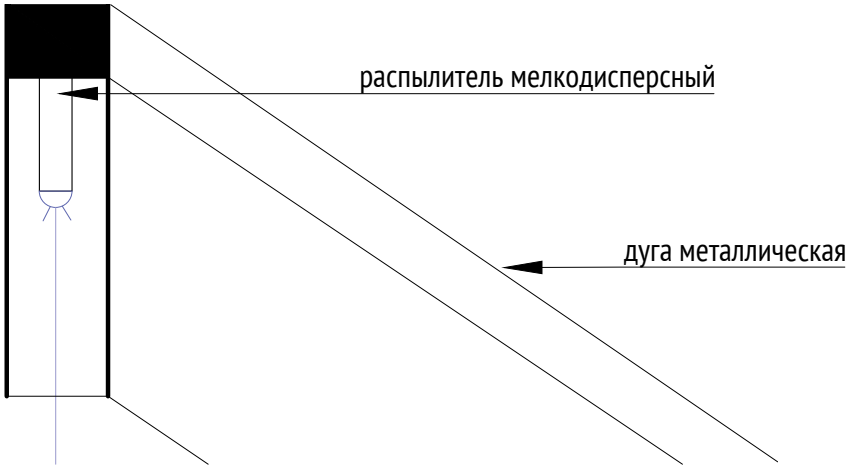 распылитель мелкодисперсный
дуга металлическая